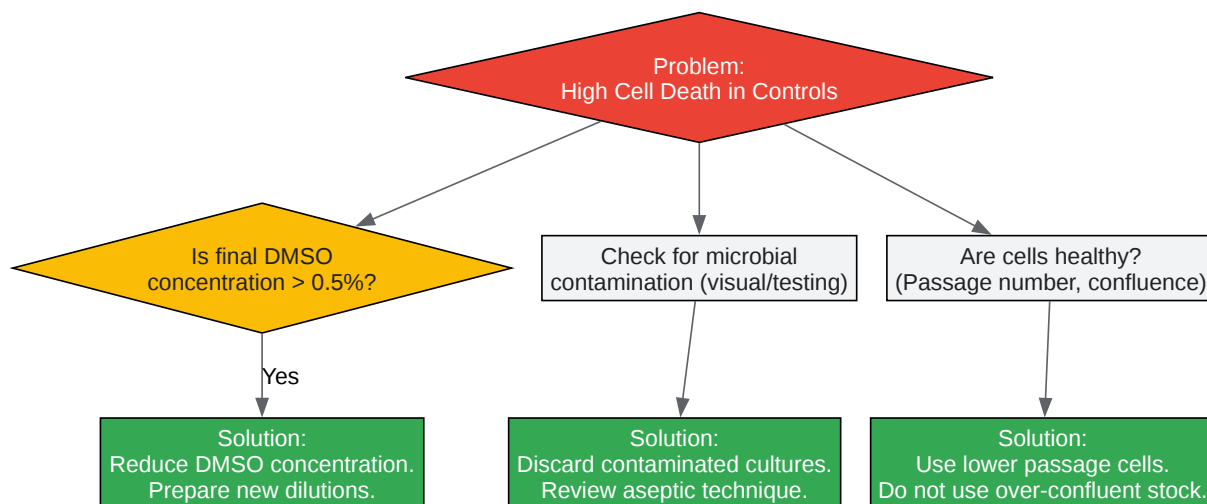 Problem:
High Cell Death in Controls
Is final DMSO
concentration > 0.5%?
Check for microbial
contamination (visual/testing)
Are cells healthy?
(Passage number, confluence)
Yes
Solution:
Reduce DMSO concentration.
Prepare new dilutions.
Solution:
Discard contaminated cultures.
Review aseptic technique.
Solution:
Use lower passage cells.
Do not use over-confluent stock.